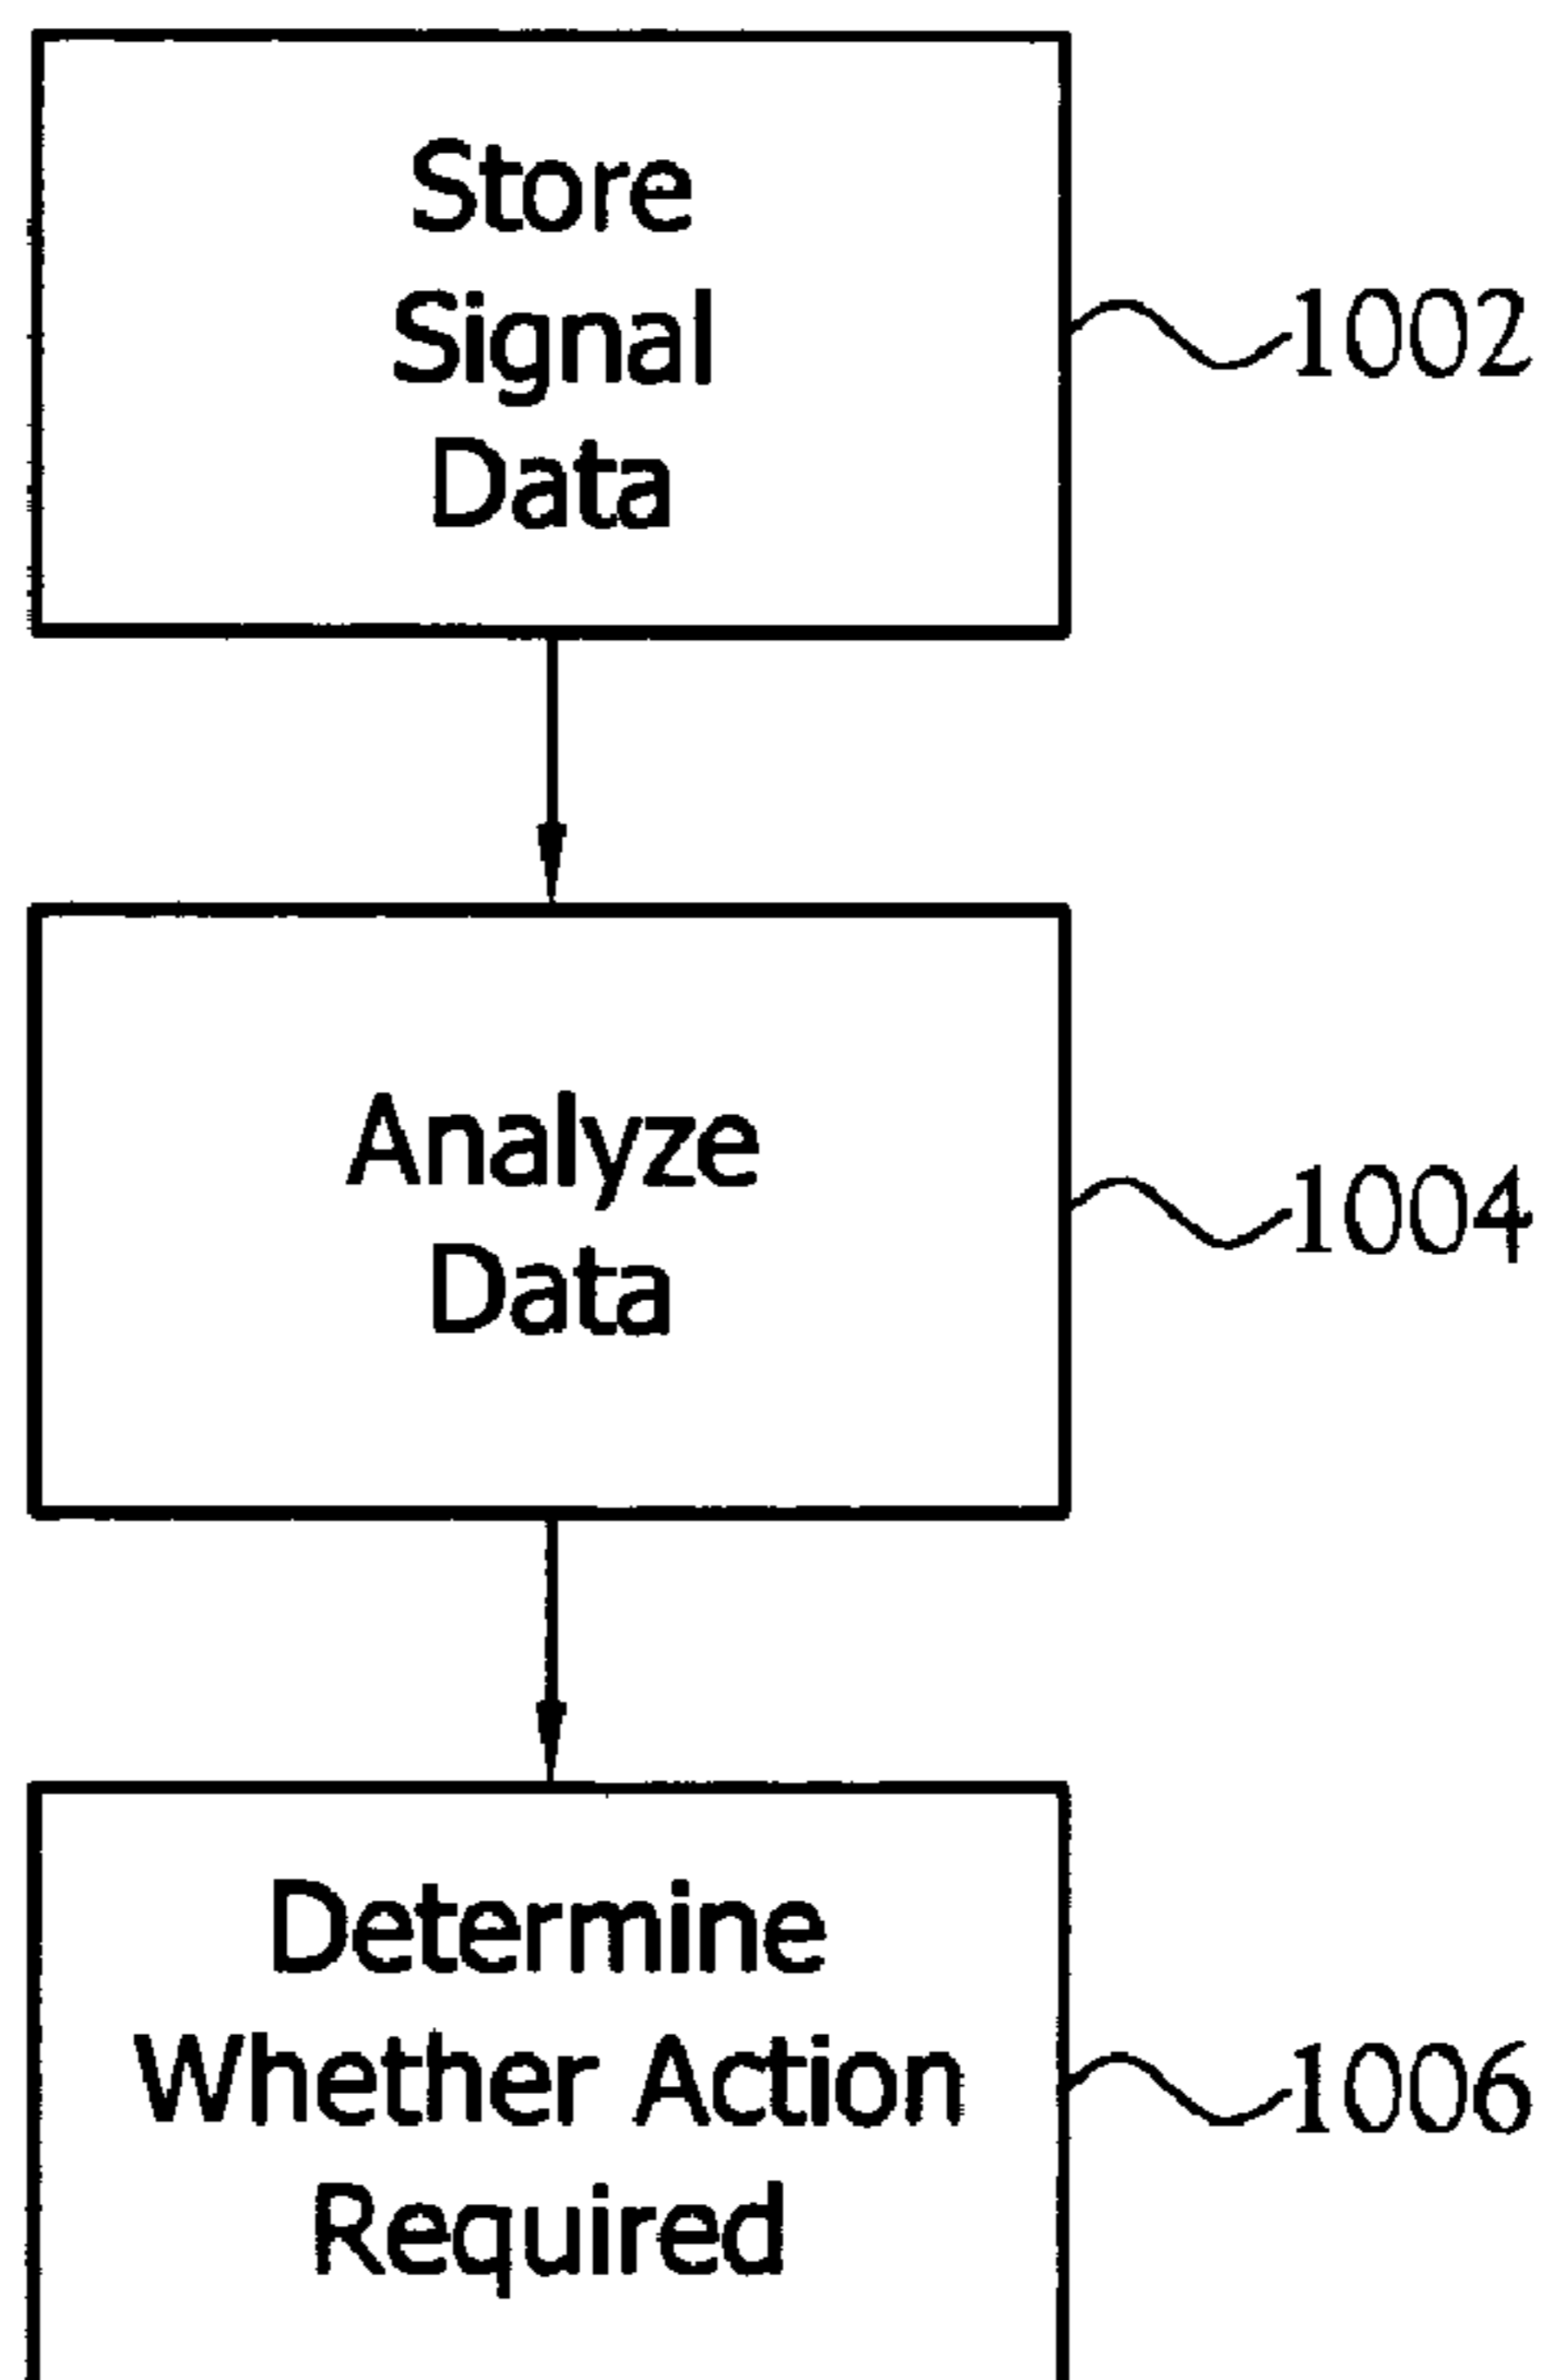 Store
Signal
Data
1002
Analyze
Data
1004
Determine
Whether Action
Required
1006